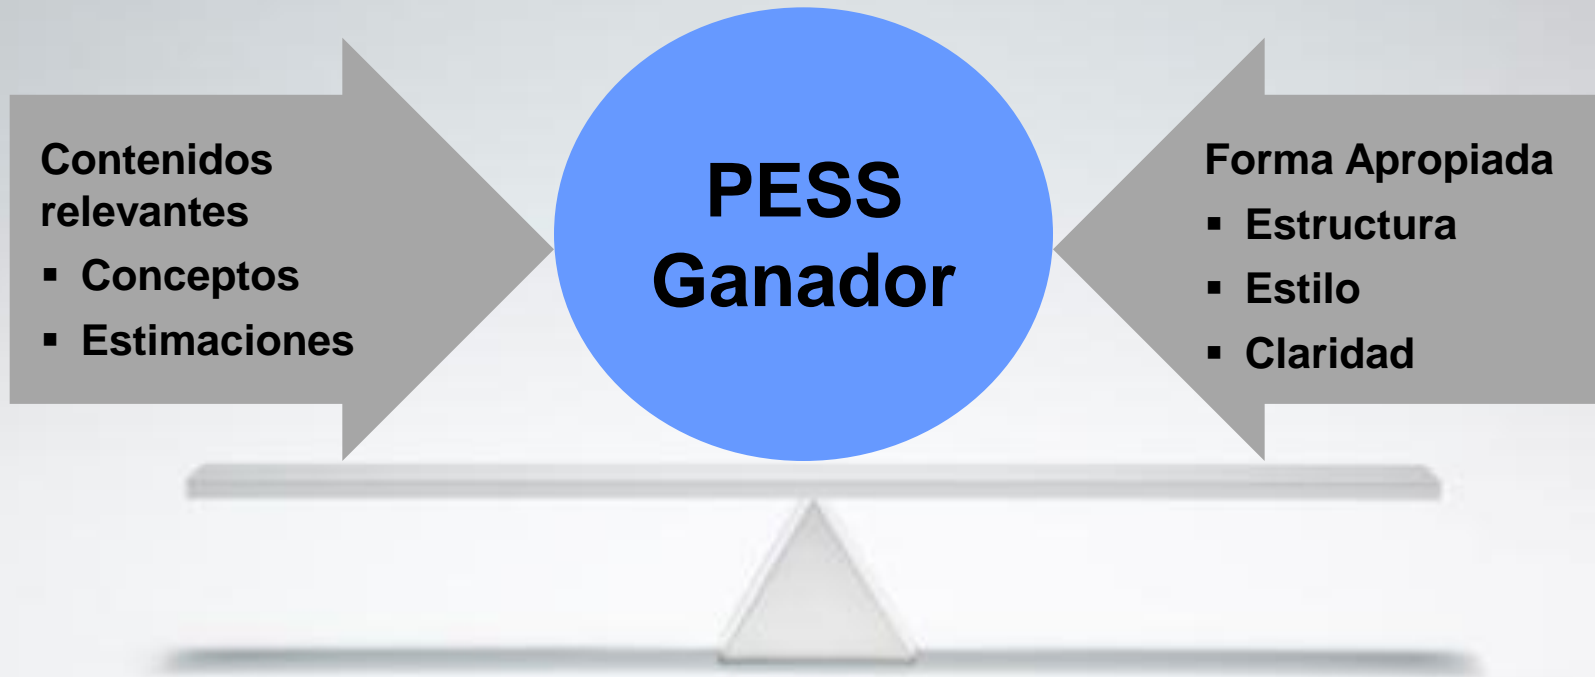 Contenidos
relevantes
▪ Conceptos
▪ Estimaciones
PESS
Ganador
Forma Apropiada
▪ Estructura
▪ Estilo
▪ Claridad